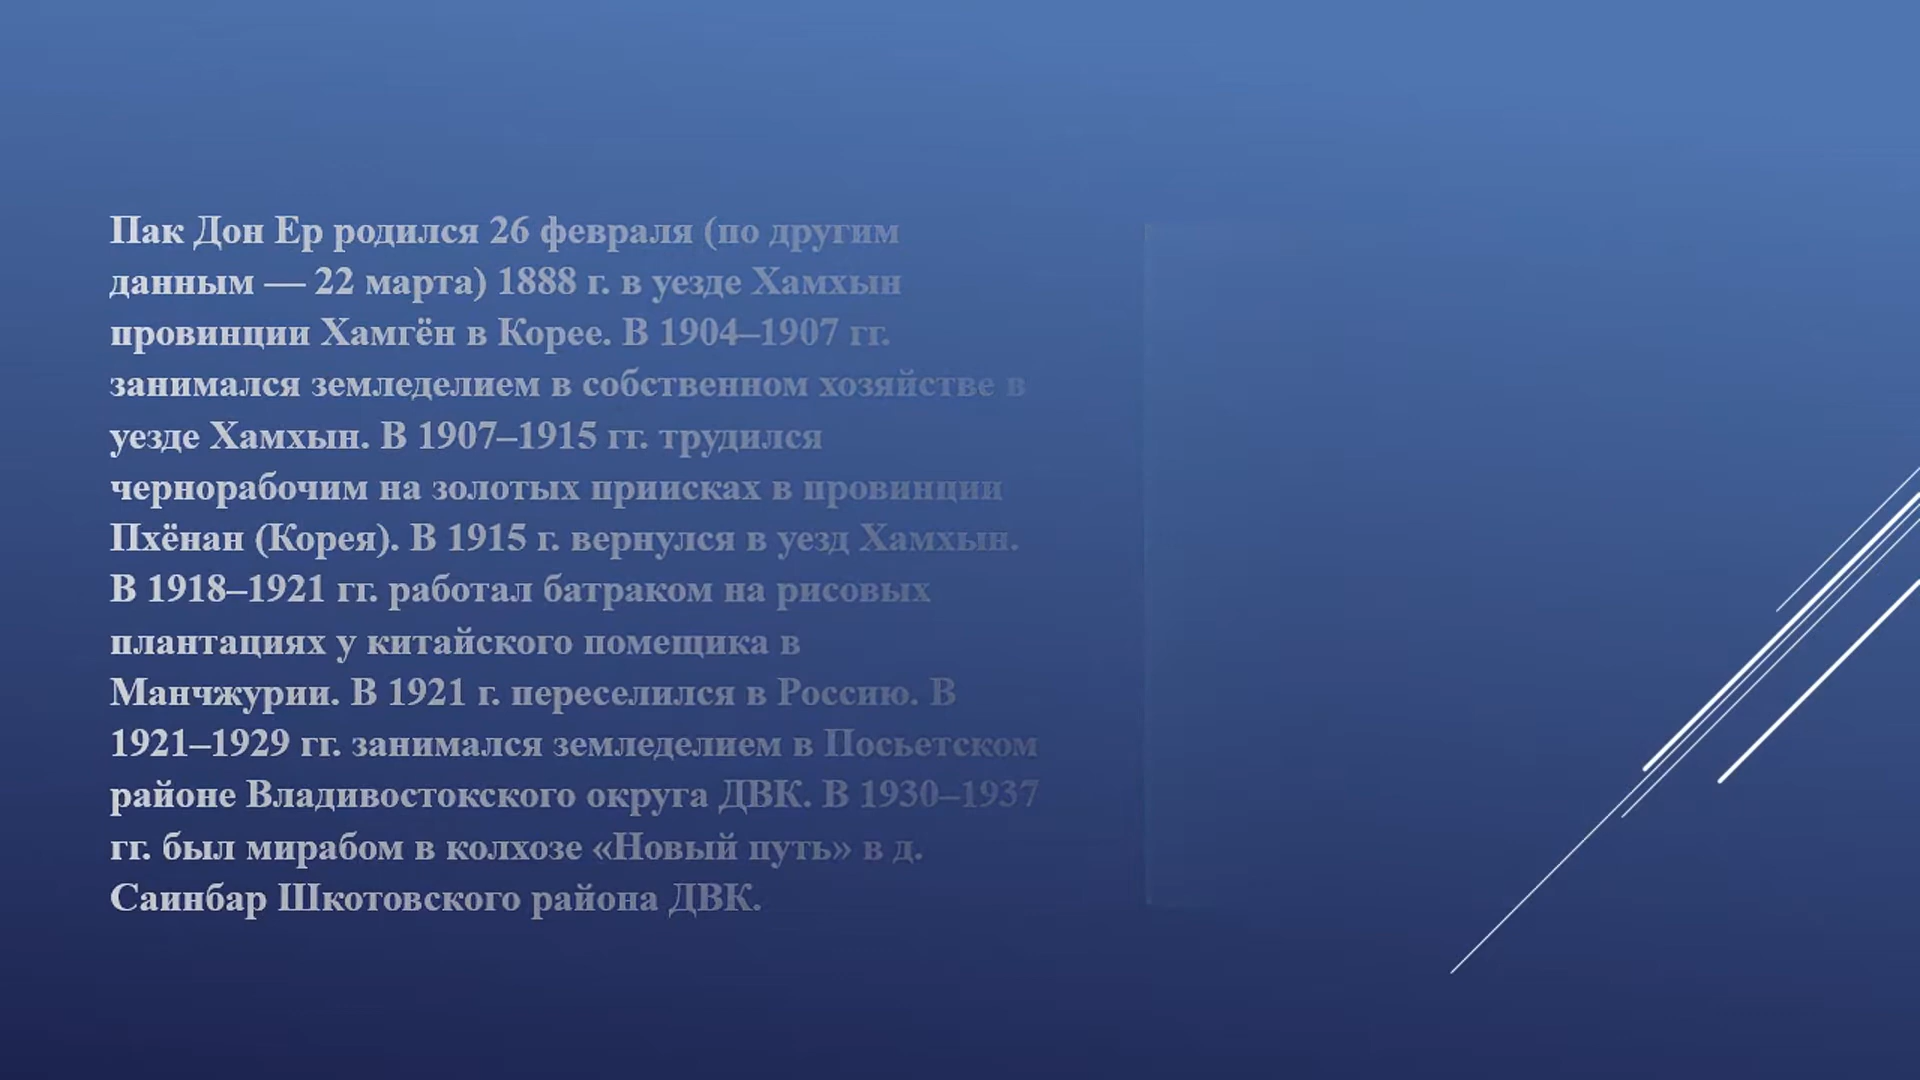 Пак Дон Ер родился 26 февраля (по другим
данным — 22 марта) 1888 г. в уезде Хамхын
провинции Хамгён в Корее. В 1904–1907 гг.
занимался земледелием в собственном хозяйстве в
уезде Хамхын. В 1907–1915 гг. трудился
чернорабочим на золотых приисках в провинции
Пхёнан (Корея). В 1915 г. вернулся в уезд Хамхын.
В 1918–1921 гг. работал батраком на рисовых
плантациях у китайского помещика в
Манчжурии. В 1921 г. переселился в Россию. В
1921–1929 гг. занимался земледелием в Посьетском
районе Владивостокского округа ДВК. В 1930–1937
гг. был мирабом в колхозе «Новый путь» в д.
Саинбар Шкотовского района ДВК.